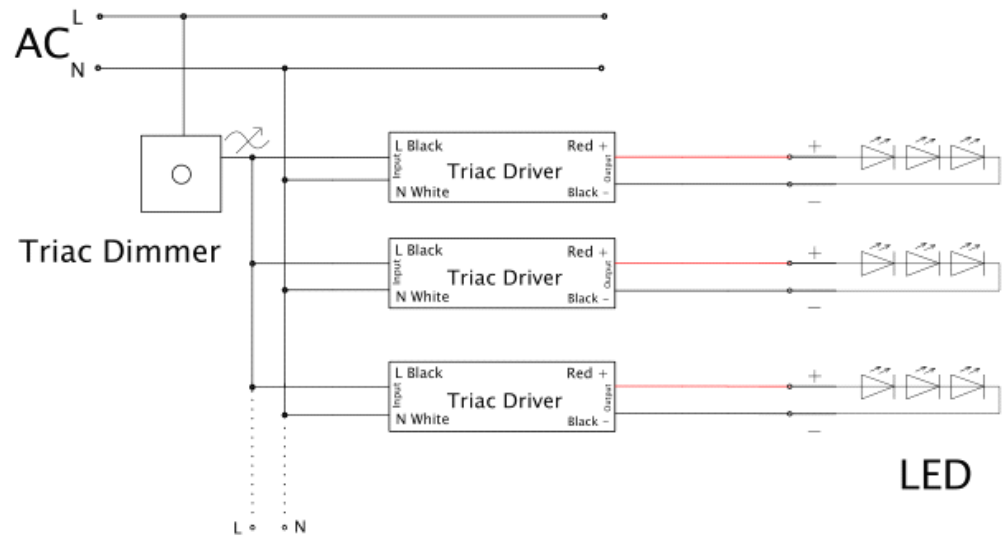 L
AC
N
L Black
Red +
Input
Triac Driver
Output
N White
Black -
Triac Dimmer
L Black
Red +
Input
Triac Driver
Output
N White
Black -
L Black
Red +
Input
Triac Driver
Output
N White
Black -
+
−
+
−
+
−
LED
L
N